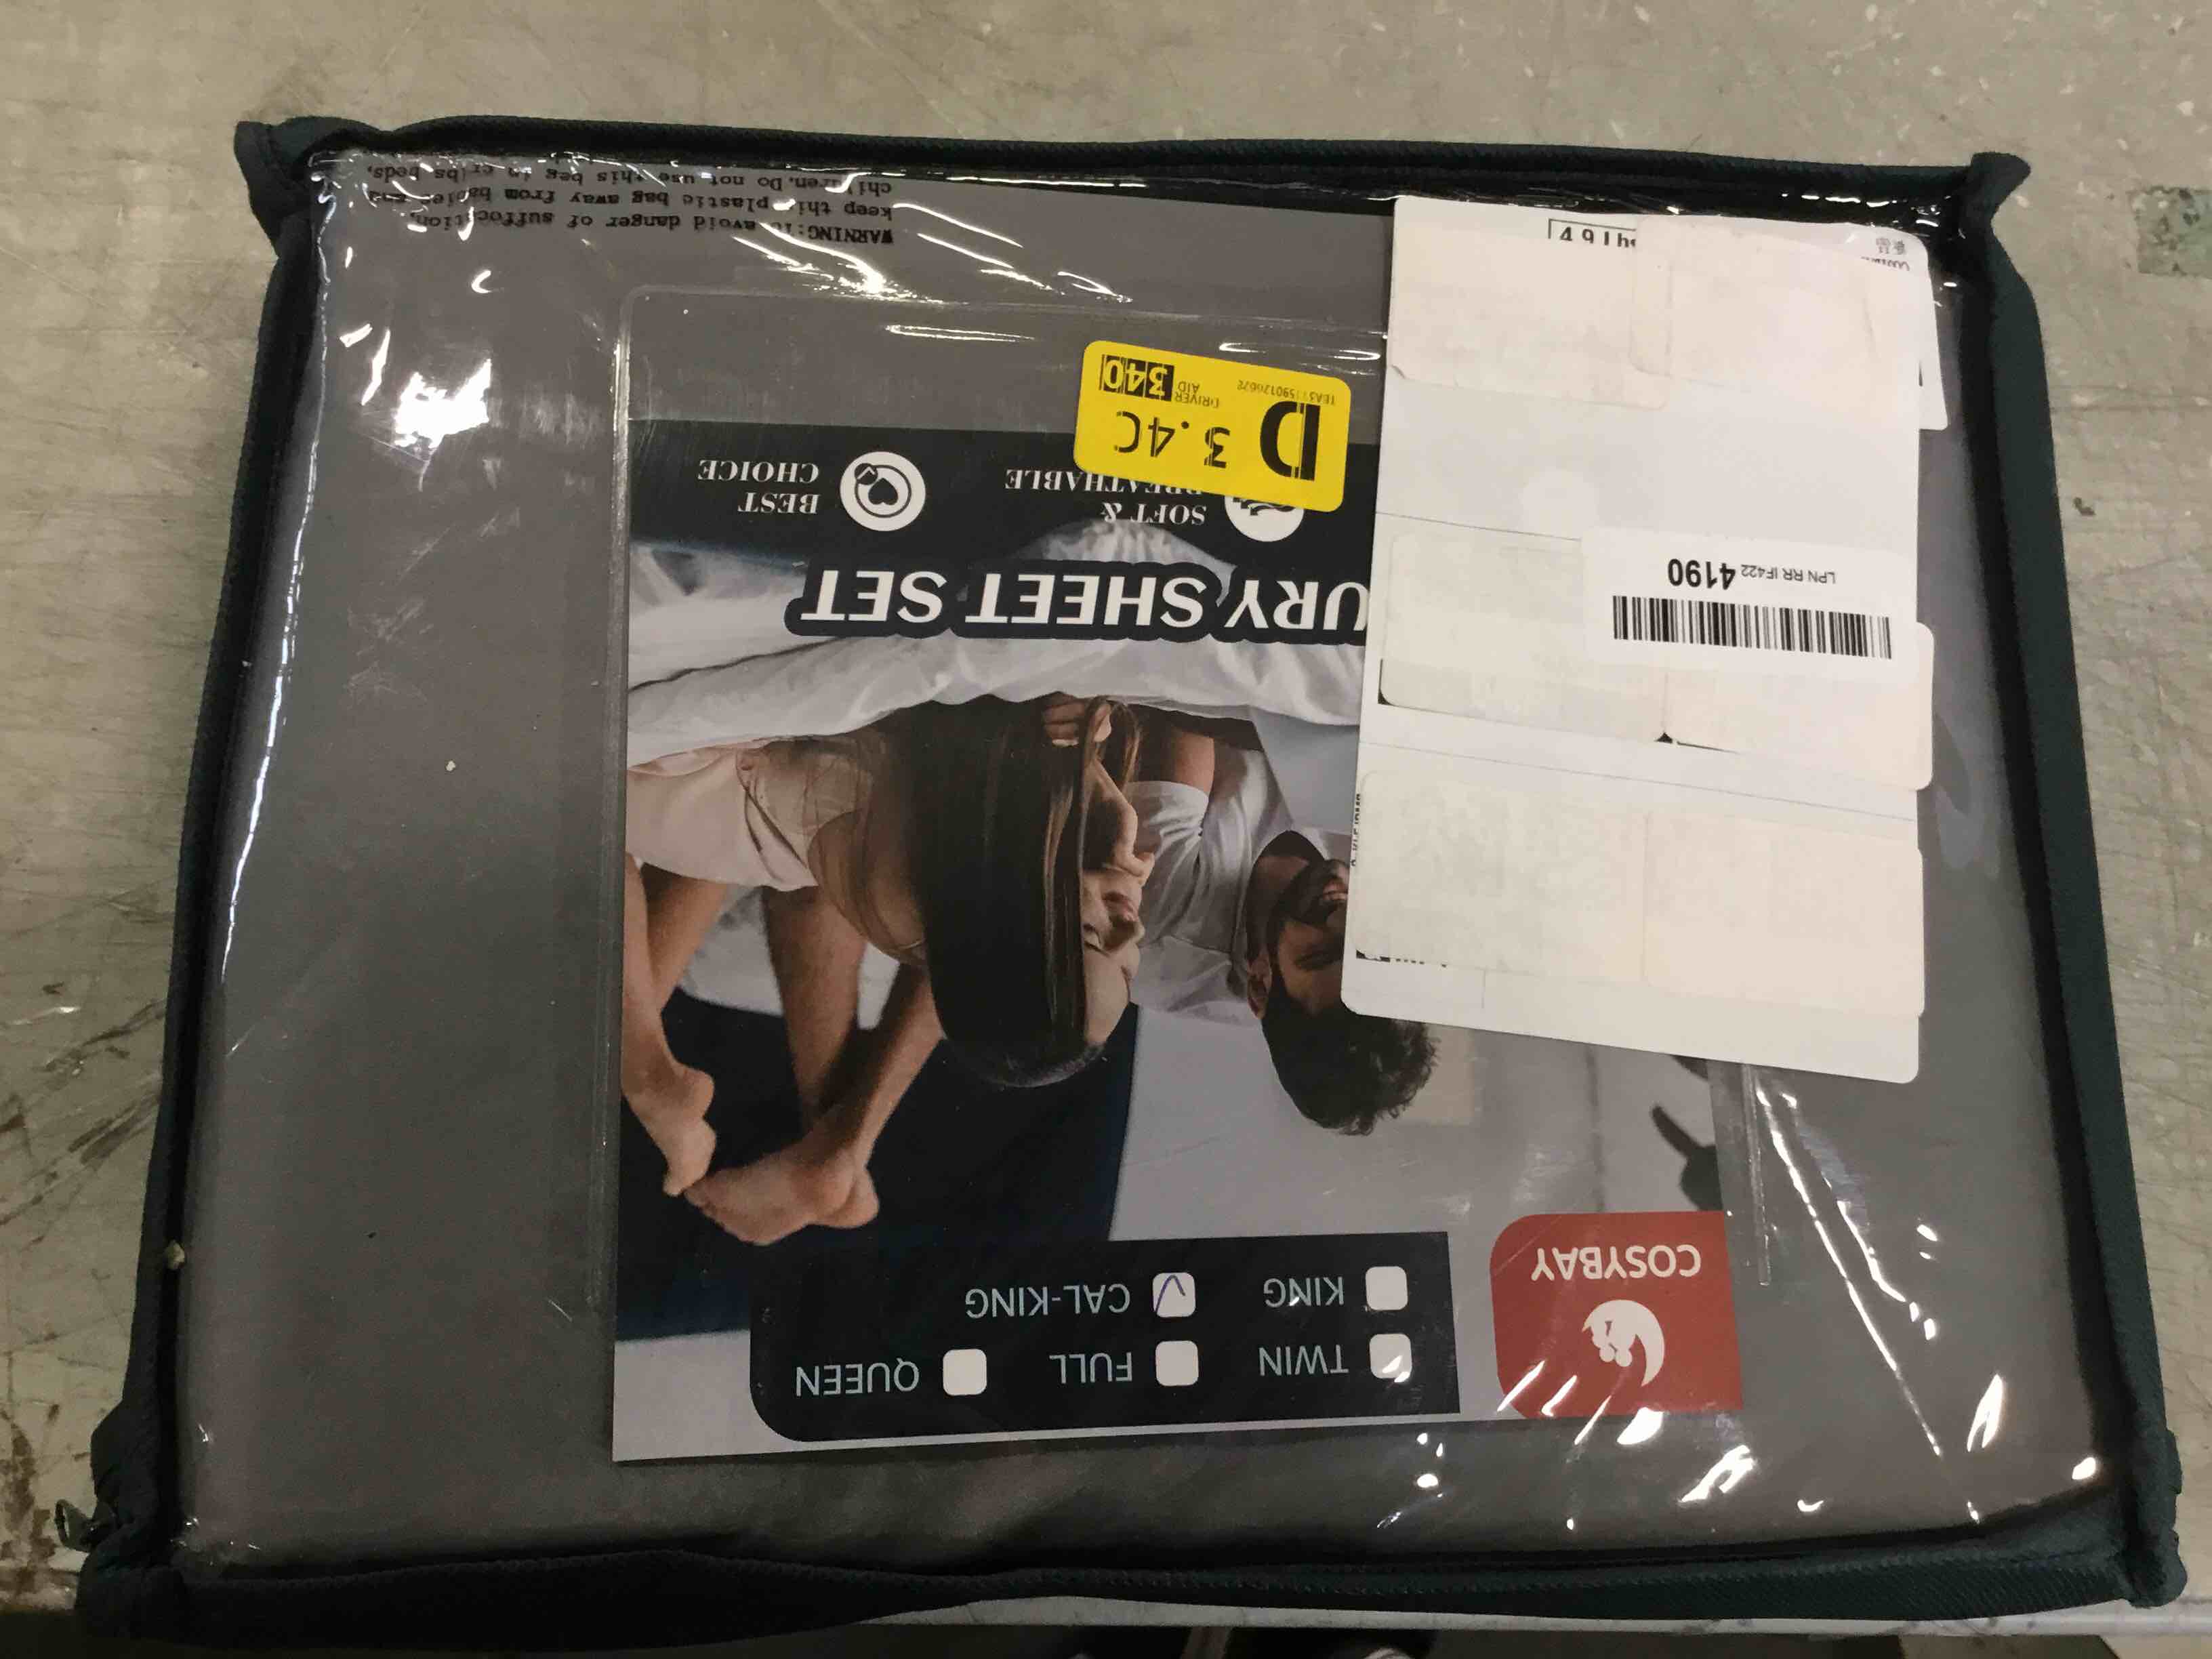 COSYBAY
TWIN
FULL
QUEEN
KING
CAL-KING
URY SHEET SET
SOFT &
BREATHABLE
BEST
CHOICE
D 3.4C
DRIVER
AID
340
LPN RR IF422 4190
WARNING:To avoid danger of suffocation,
keep this plastic bag away from babies and
children. Do not use this bag in cribs beds,